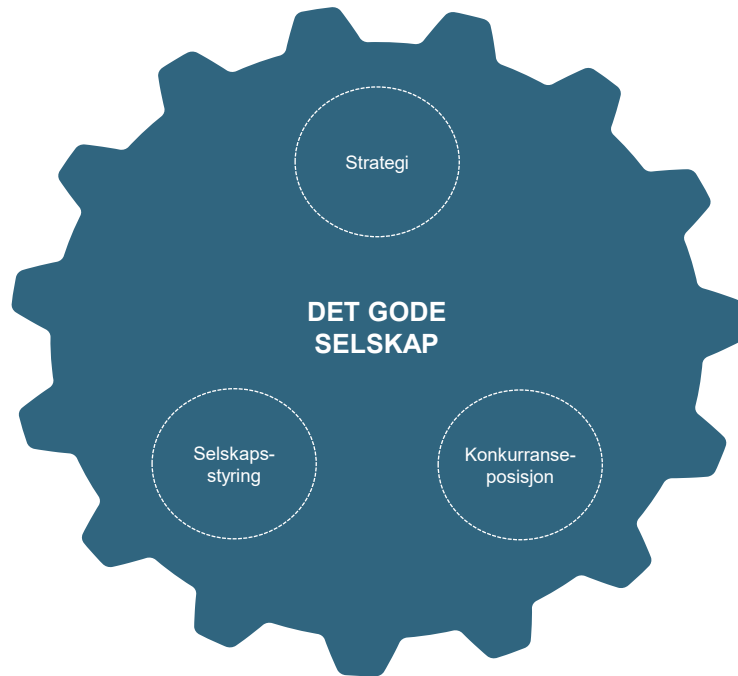 Strategi
DET GODE
SELSKAP
Selskaps-
styring
Konkurranse-
posisjon